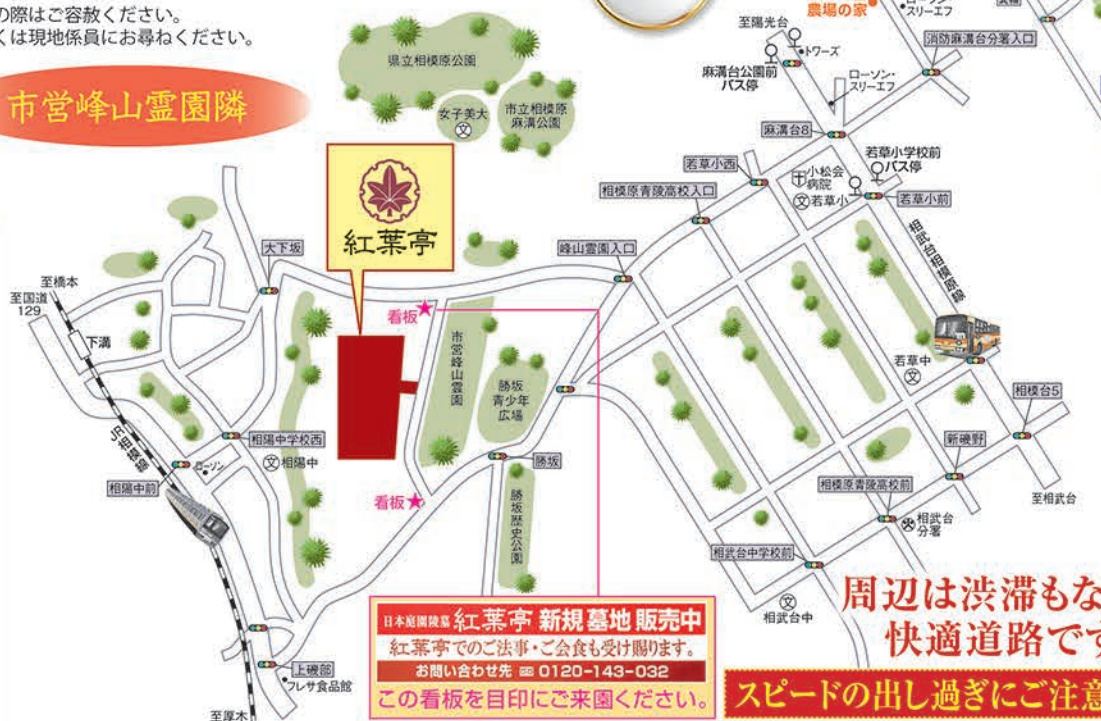 の際はご容赦ください。
くは現地係員にお尋ねください。
市営峰山霊園隣
県立相模原公園
女子美大
文
市立相模原
麻溝公園
農場の家
ローソン・
スリーエフ
至陽光台
トワーズ
消防麻溝台分署入口
麻溝台公園前
バス停
ローソン・
スリーエフ
麻溝台8
若草小学校前
バス停
若草小西
小松会
病院
文若草小
若草小前
相模原青陵高校入口
相武台相模原線
紅葉亭
大下坂
峰山霊園入口
至橋本
至国道
129
下溝
看板
市営峰山霊園
勝坂
青少年
広場
若草中
文
相模台5
JR相模線
相陽中学校西
文相陽中
ローソン
相陽中前
勝坂
新磯野
相模原青陵高校前
至相武台
看板
勝坂歴史公園
相武台
分署
相武台中学校前
文
相武台中
上磯部
フレサ食品館
至厚木
日本庭園陵墓 紅葉亭 新規墓地販売中
紅葉亭でのご法事・ご会食も受け賜ります。
お問い合わせ先 0120-143-032
この看板を目印にご来園ください。
周辺は渋滞もな
快適道路です
スピードの出し過ぎにご注意